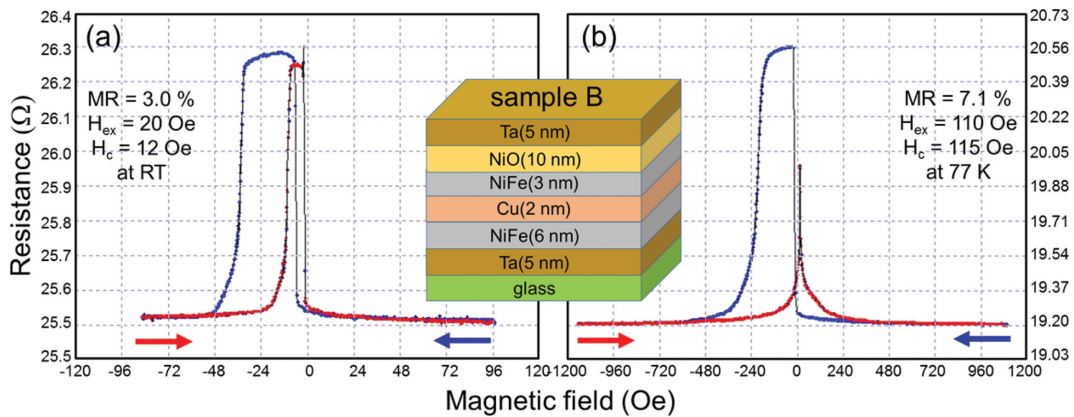 26.4
26.3
26.2
26.1
26.0
25.9
25.8
25.7
25.6
25.5
25.5
Resistance (Ω)
(a)
MR = 3.0 %
Hex = 20 Oe
Hc = 12 Oe
at RT
-120 -96 -72 -48 -24 0 24 48 72 96 120
sample B
Ta(5 nm)
NiO(10 nm)
NiFe(3 nm)
Cu(2 nm)
NiFe(6 nm)
Ta(5 nm)
glass
(b)
MR = 7.1 %
Hex = 110 Oe
Hc = 115 Oe
at 77 K
20.73
20.56
20.49
20.39
20.22
20.05
19.88
19.71
19.54
19.37
19.20
19.03
-1200 -960 -720 -480 -240 0 240 480 720 960 1200
Magnetic field (Oe)